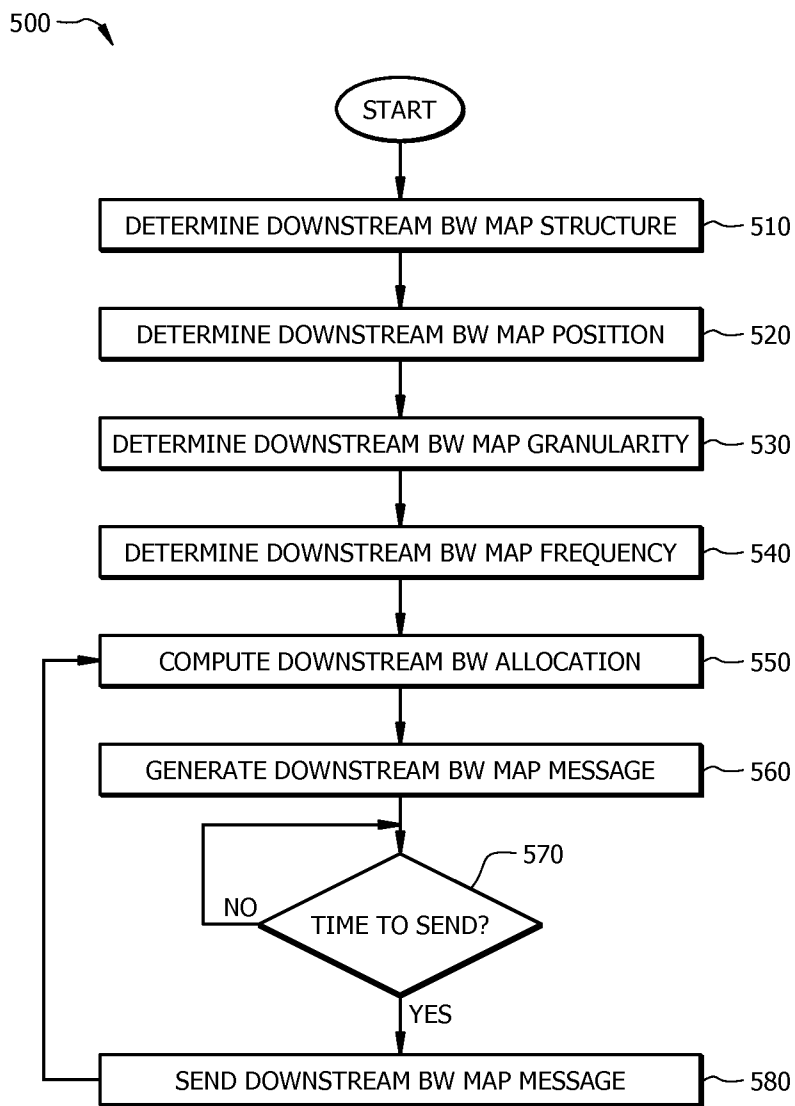 500
START
DETERMINE DOWNSTREAM BW MAP STRUCTURE
510
DETERMINE DOWNSTREAM BW MAP POSITION
520
DETERMINE DOWNSTREAM BW MAP GRANULARITY
530
DETERMINE DOWNSTREAM BW MAP FREQUENCY
540
COMPUTE DOWNSTREAM BW ALLOCATION
550
GENERATE DOWNSTREAM BW MAP MESSAGE
560
570
NO
TIME TO SEND?
YES
SEND DOWNSTREAM BW MAP MESSAGE
580